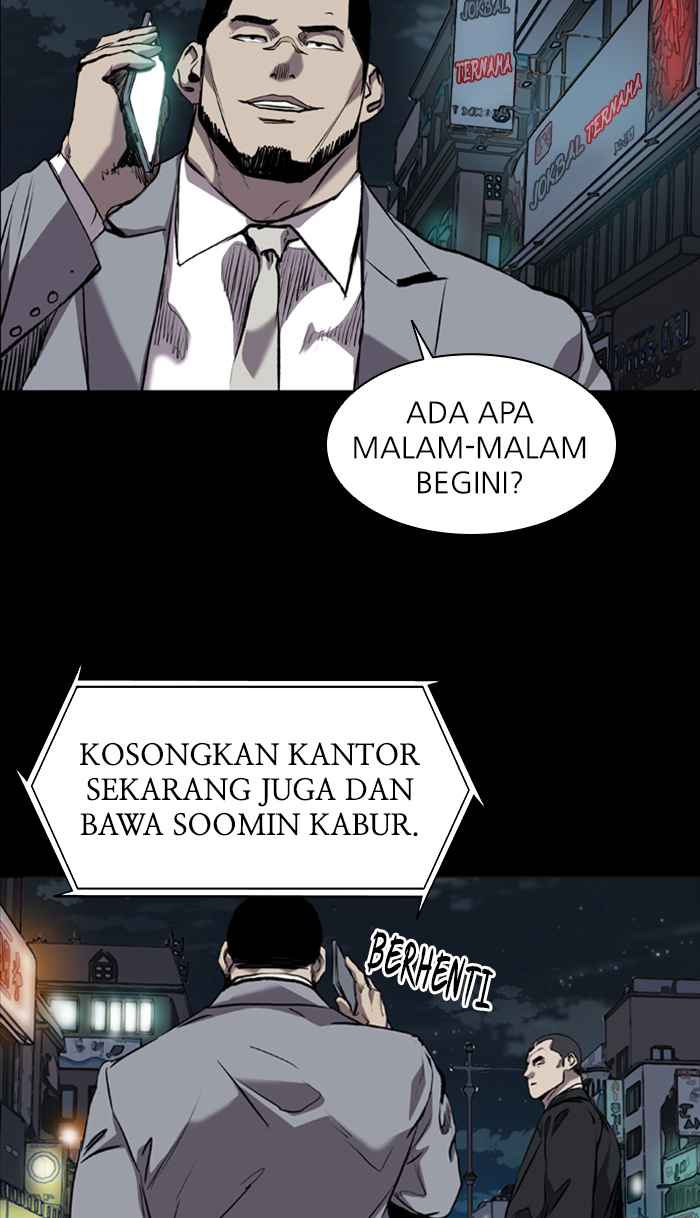 JOKBAL
TERNAMA
JOKBAL TERNAMA
ADA APA
MALAM-MALAM
BEGINI?
KOSONGKAN KANTOR
SEKARANG JUGA DAN
BAWA SOOMIN KABUR.
BERHENTI